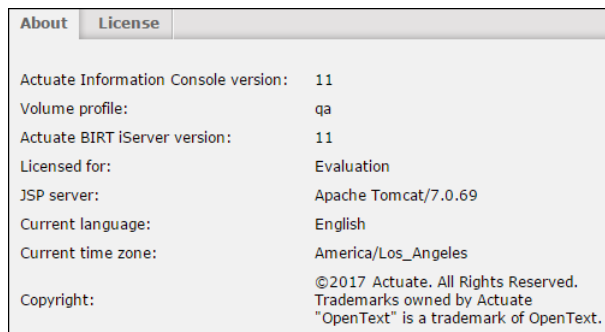 About License
Actuate Information Console version: 11
Volume profile: qa
Actuate BIRT iServer version: 11
Licensed for: Evaluation
JSP server: Apache Tomcat/7.0.69
Current language: English
Current time zone: America/Los_Angeles
Copyright: ©2017 Actuate. All Rights Reserved.
Trademarks owned by Actuate
"OpenText" is a trademark of OpenText.